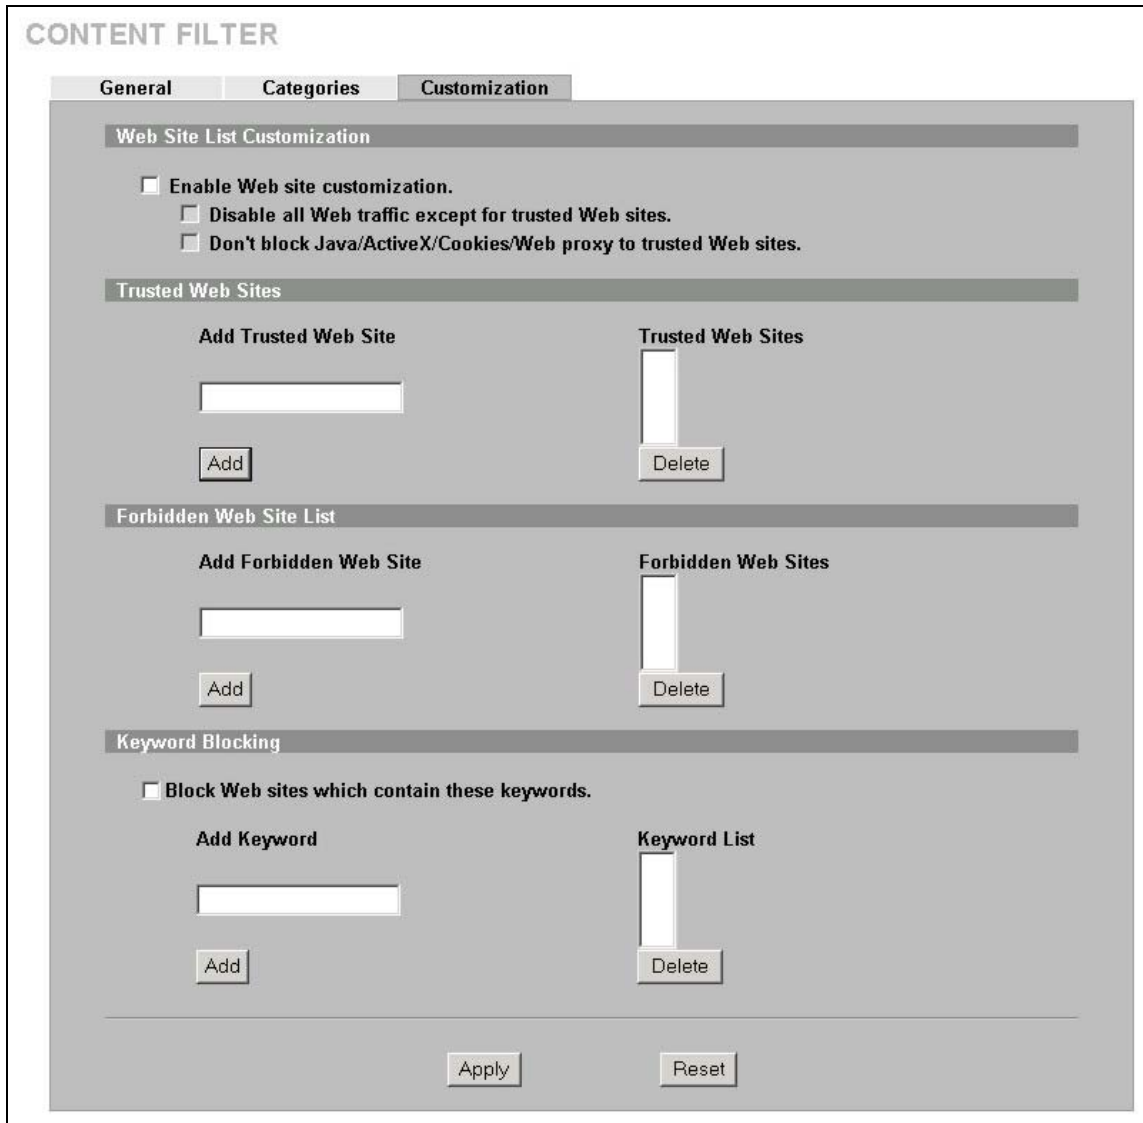 CONTENT FILTER
General Categories Customization
Web Site List Customization
Enable Web site customization.
Disable all Web traffic except for trusted Web sites.
Don't block Java/ActiveX/Cookies/Web proxy to trusted Web sites.
Trusted Web Sites
Add Trusted Web Site Trusted Web Sites
Add Delete
Forbidden Web Site List
Add Forbidden Web Site Forbidden Web Sites
Add Delete
Keyword Blocking
Block Web sites which contain these keywords.
Add Keyword Keyword List
Add Delete
Apply Reset